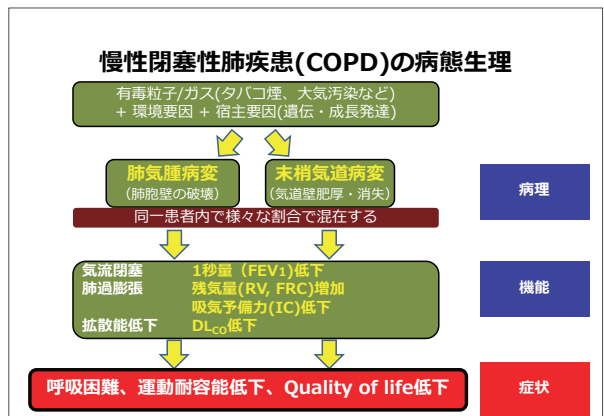 慢性閉塞性肺疾患(COPD)の病態生理
有毒粒子/ガス(タバコ煙、大気汚染など)
+ 環境要因 + 宿主要因(遺伝・成長発達)
肺気腫病変
(肺胞壁の破壊)
末梢気道病変
(気道壁肥厚・消失)
病理
同一患者内で様々な割合で混在する
気流閉塞 1秒量（FEV1)低下
肺過膨張 残気量(RV, FRC)増加
吸気予備力(IC)低下
拡散能低下 DLCO低下
機能
呼吸困難、運動耐容能低下、Quality of life低下
症状